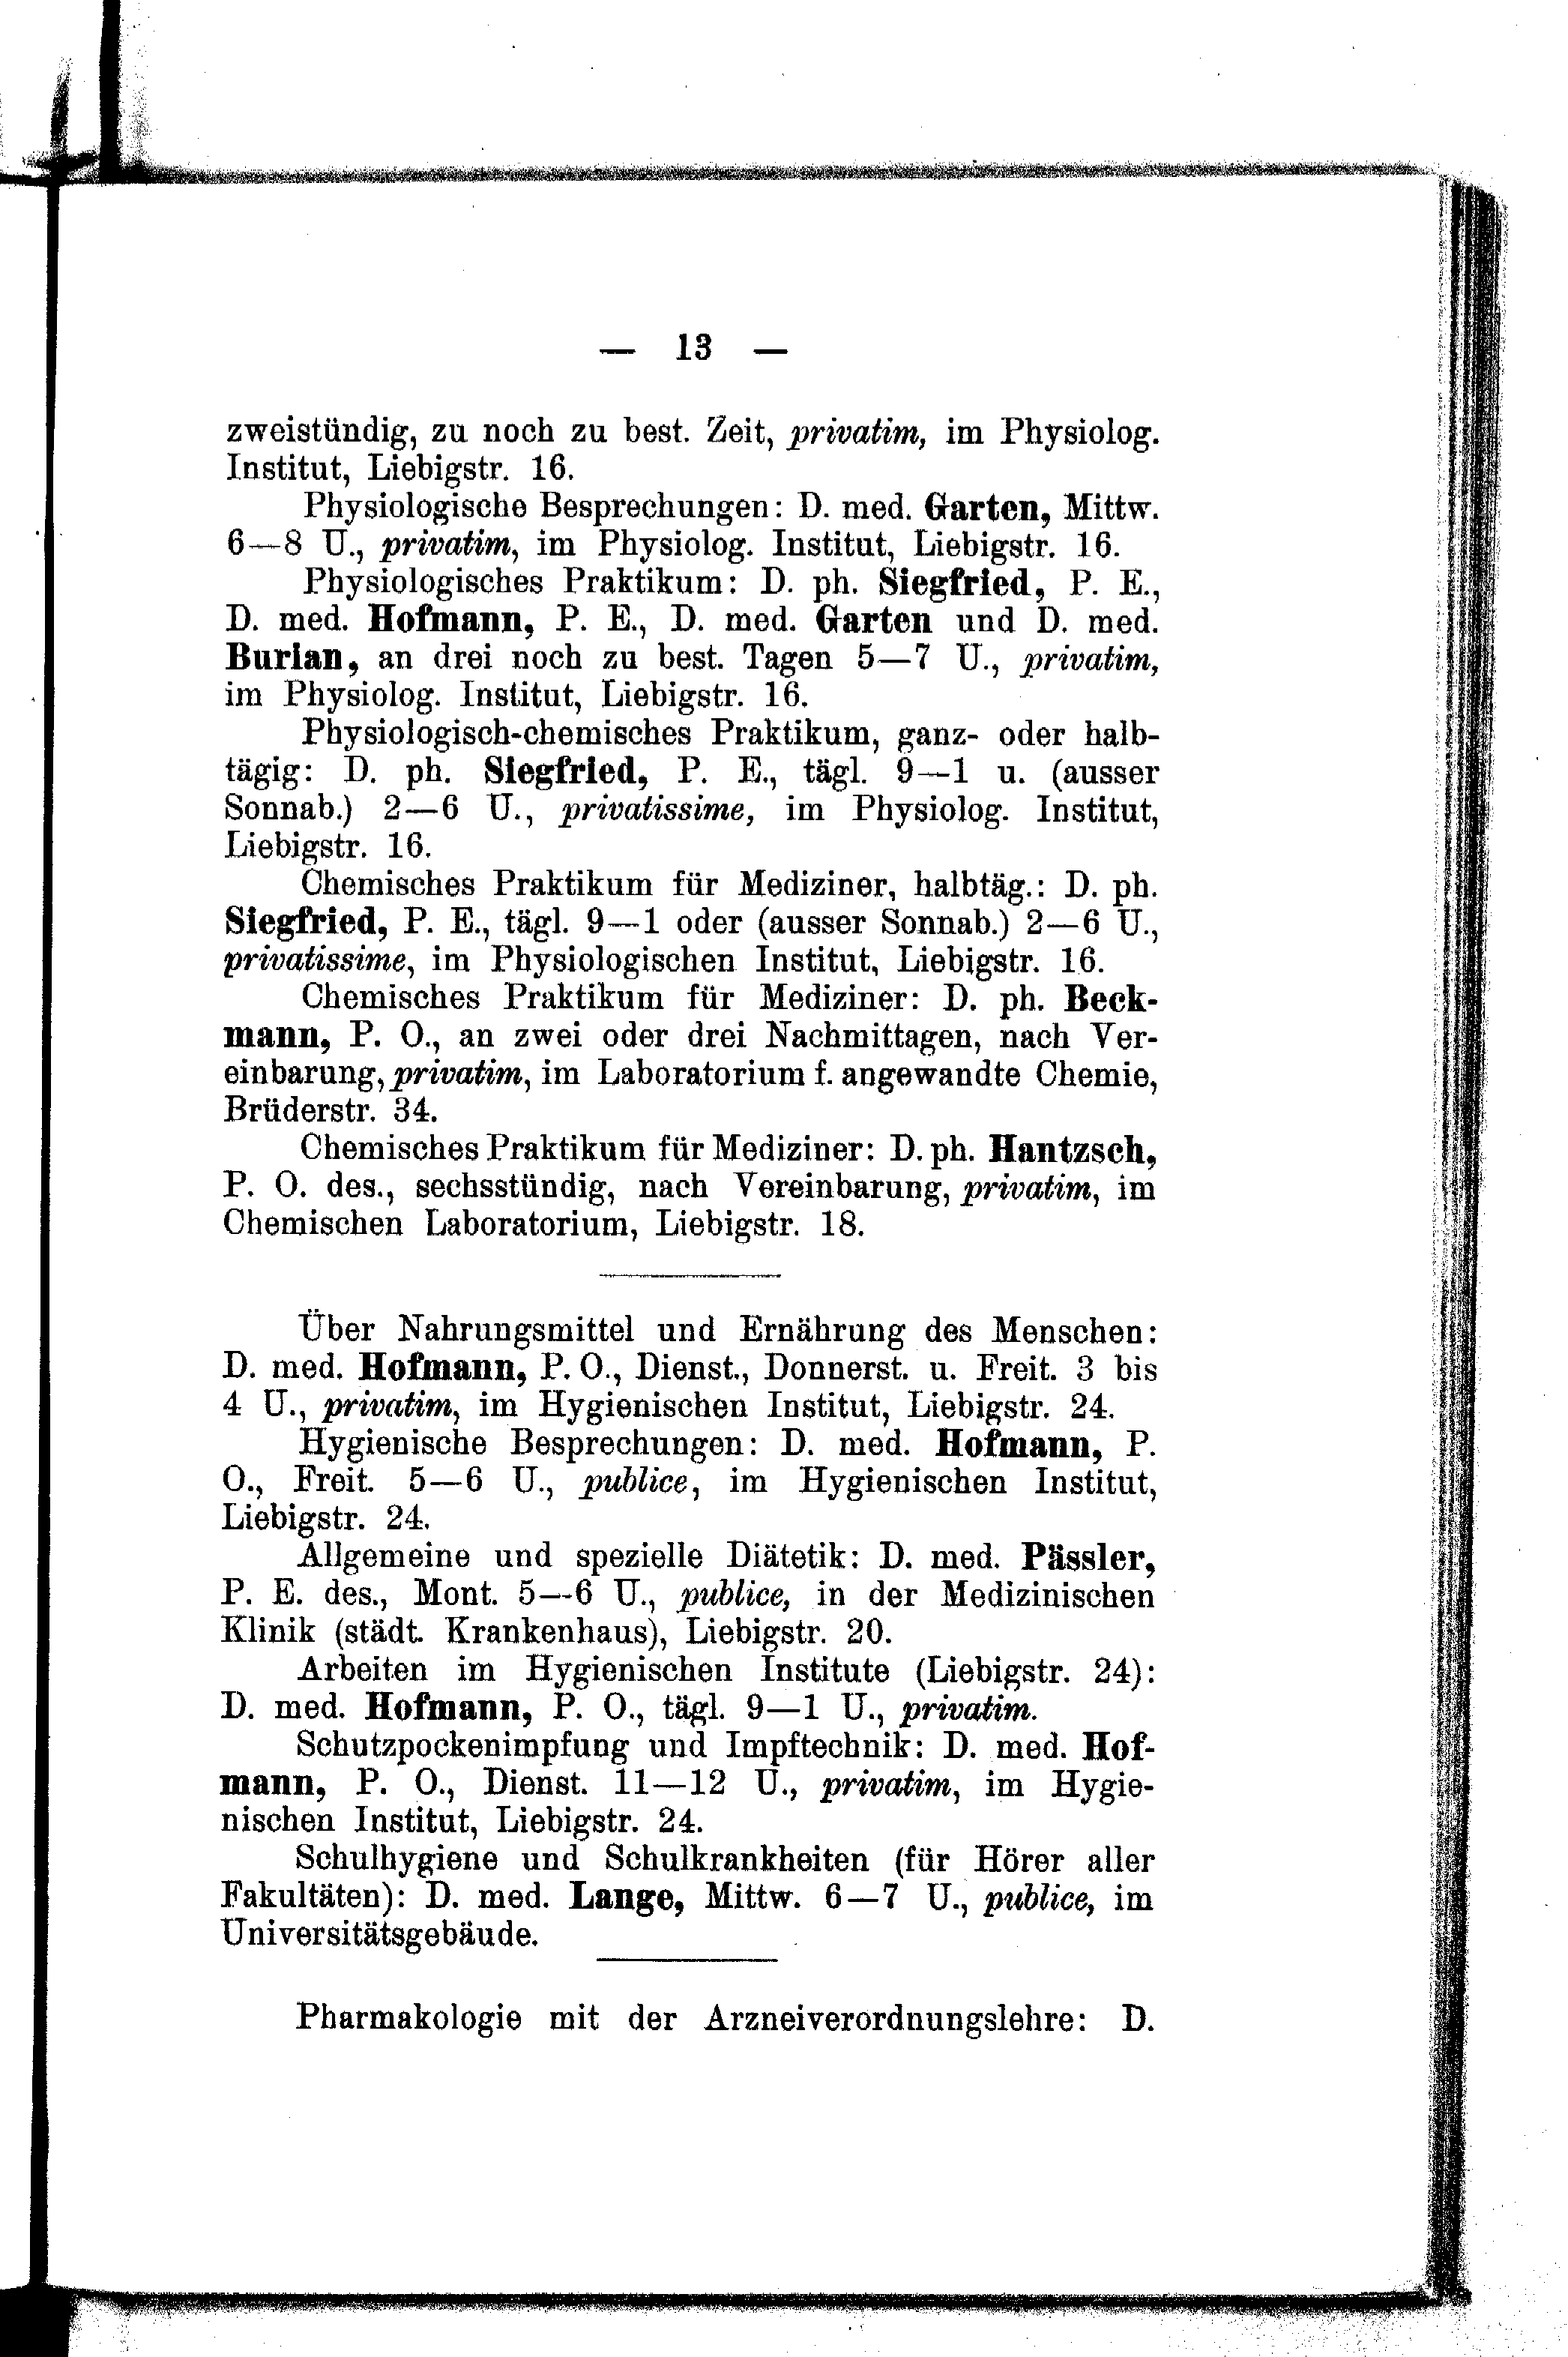 — 13 —
zweistündig, zu noch zu best. Zeit, privatim, im Physiolog.
Institut, Liebigstr. 16.
Physiologische Besprechungen: D. med. Garten, Mittw.
6—8 U., privatim, im Physiolog. Institut, Liebigstr. 16.
Physiologisches Praktikum: D. ph. Siegfried, P. E.,
D. med. Hofmann, P. E., D. med. Garten und D. med.
Burian, an drei noch zu best. Tagen 5—7 U., privatim,
im Physiolog. Institut, Liebigstr. 16.
Physiologisch-chemisches Praktikum, ganz- oder halb-
tägig: D. ph. Siegfried, P. E., tägl. 9—1 u. (ausser
Sonnab.) 2—6 U., privatissime, im Physiolog. Institut,
Liebigstr. 16.
Chemisches Praktikum für Mediziner, halbtäg.: D. ph.
Siegfried, P. E., tägl. 9—1 oder (ausser Sonnab.) 2—6 U.,
privatissime, im Physiologischen Institut, Liebigstr. 16.
Chemisches Praktikum für Mediziner: D. ph. Beck-
mann, P. O., an zwei oder drei Nachmittagen, nach Ver-
einbarung, privatim, im Laboratorium f. angewandte Chemie,
Brüderstr. 34.
Chemisches Praktikum für Mediziner: D. ph. Hantzsch,
P. O. des., sechsstündig, nach Vereinbarung, privatim, im
Chemischen Laboratorium, Liebigstr. 18.
Über Nahrungsmittel und Ernährung des Menschen:
D. med. Hofmann, P. O., Dienst., Donnerst. u. Freit. 3 bis
4 U., privatim, im Hygienischen Institut, Liebigstr. 24.
Hygienische Besprechungen: D. med. Hofmann, P.
O., Freit. 5—6 U., publice, im Hygienischen Institut,
Liebigstr. 24.
Allgemeine und spezielle Diätetik: D. med. Pässler,
P. E. des., Mont. 5—6 U., publice, in der Medizinischen
Klinik (städt. Krankenhaus), Liebigstr. 20.
Arbeiten im Hygienischen Institute (Liebigstr. 24):
D. med. Hofmann, P. O., tägl. 9—1 U., privatim.
Schutzpockenimpfung und Impftechnik: D. med. Hof-
mann, P. O., Dienst. 11—12 U., privatim, im Hygie-
nischen Institut, Liebigstr. 24.
Schulhygiene und Schulkrankheiten (für Hörer aller
Fakultäten): D. med. Lange, Mittw. 6—7 U., publice, im
Universitätsgebäude.
Pharmakologie mit der Arzneiverordnungslehre: D.